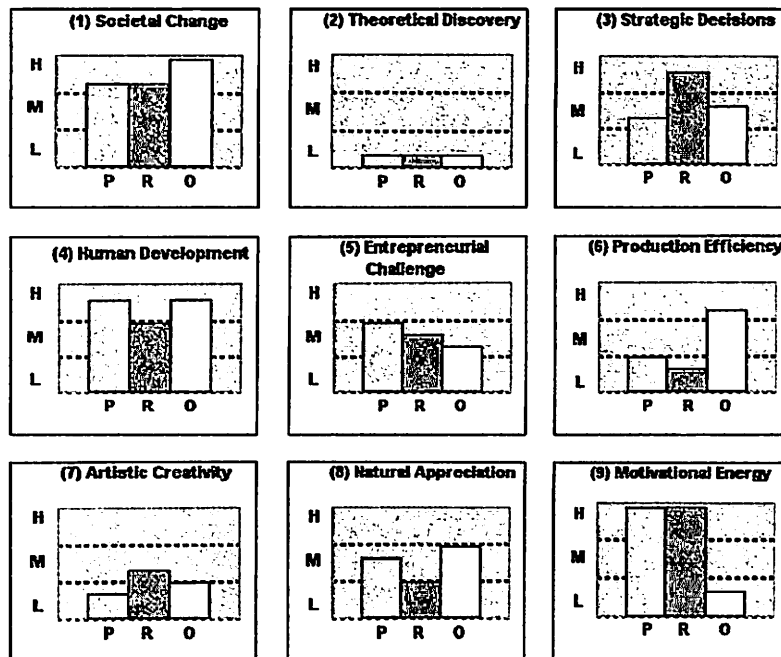 (1) Societal Change
H
M
L
P R O
(2) Theoretical Discovery
H
M
L
P R O
(3) Strategic Decisions
H
M
L
P R O
(4) Human Development
H
M
L
P R O
(5) Entrepreneurial
Challenge
H
M
L
P R O
(6) Production Efficiency
H
M
L
P R O
(7) Artistic Creativity
H
M
L
P R O
(8) Natural Appreciation
H
M
L
P R O
(9) Motivational Energy
H
M
L
P R O